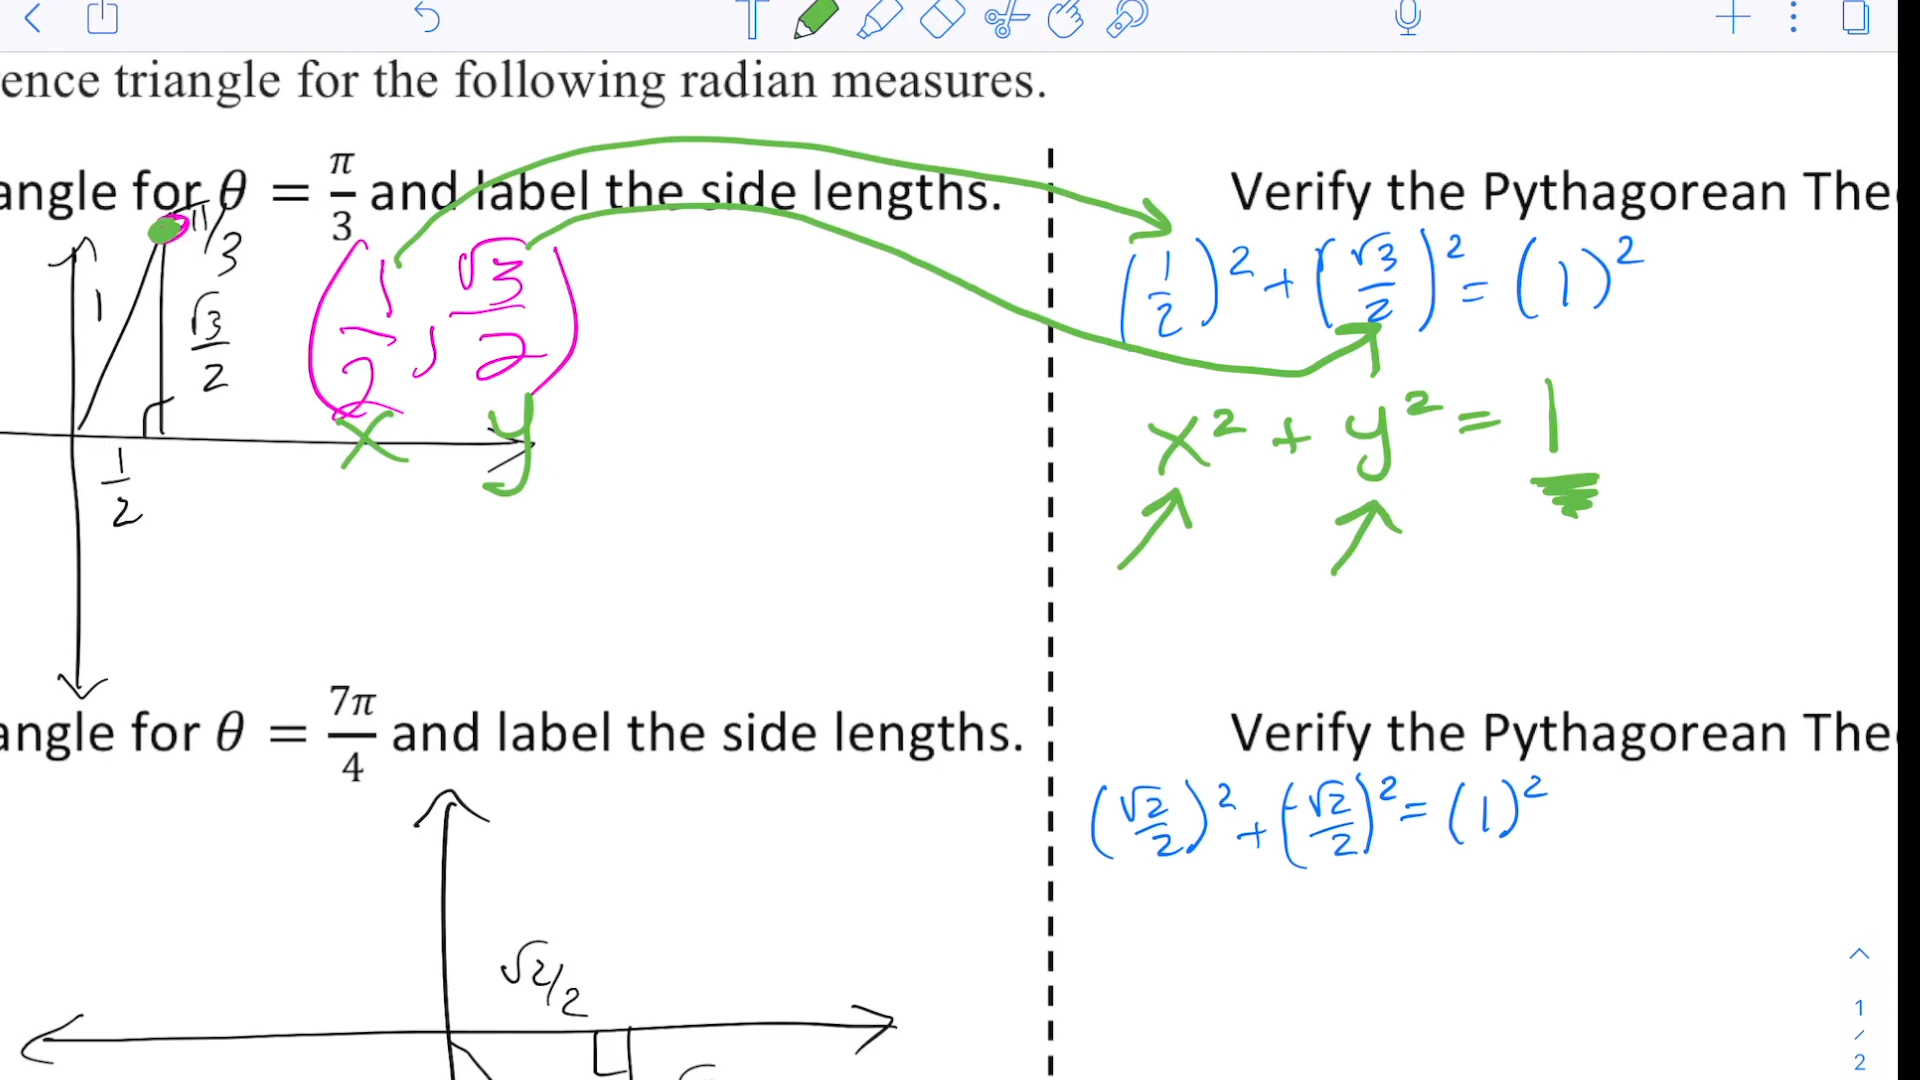 ence triangle for the following radian measures.
angle for θ = π/3 and label the side lengths.
Verify the Pythagorean The
π/3
1
√3/2
(1/2, √3/2)
x y
1/2
(1/2)² + (√3/2)² = (1)²
x² + y² = 1
angle for θ = 7π/4 and label the side lengths.
Verify the Pythagorean The
(√2/2)² + (-√2/2)² = (1)²
√2/2
1
/
2